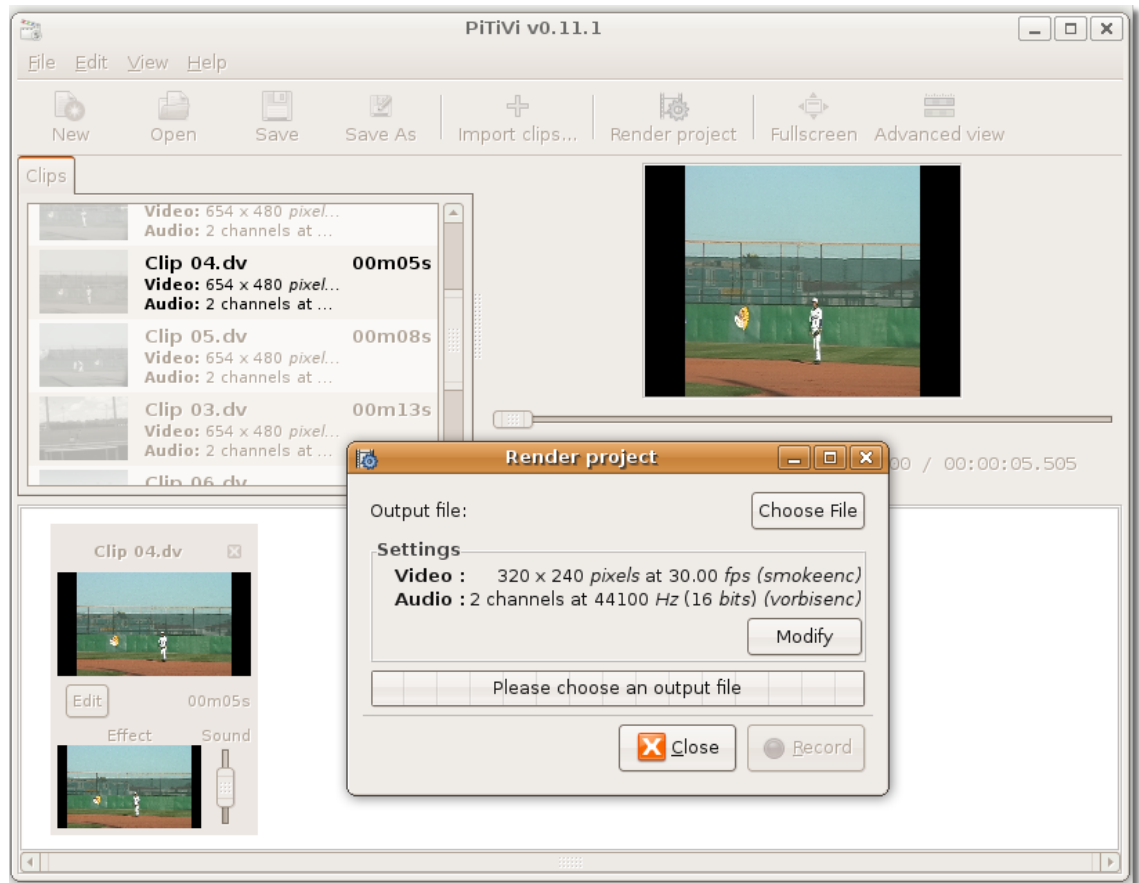 PiTiVi v0.11.1
File Edit View Help
New Open Save Save As Import clips... Render project Fullscreen Advanced view
Clips
Video: 654 x 480 pixel...
Audio: 2 channels at ...
Clip 04.dv 00m05s
Video: 654 x 480 pixel...
Audio: 2 channels at ...
Clip 05.dv 00m08s
Video: 654 x 480 pixel...
Audio: 2 channels at ...
Clip 03.dv 00m13s
Video: 654 x 480 pixel...
Audio: 2 channels at ...
Clip 06.dv
00 / 00:00:05.505
Render project
Output file: Choose File
Settings
Video : 320 x 240 pixels at 30.00 fps (smokeenc)
Audio : 2 channels at 44100 Hz (16 bits) (vorbisenc)
Modify
Please choose an output file
Close Record
Clip 04.dv
Edit 00m05s
Effect Sound